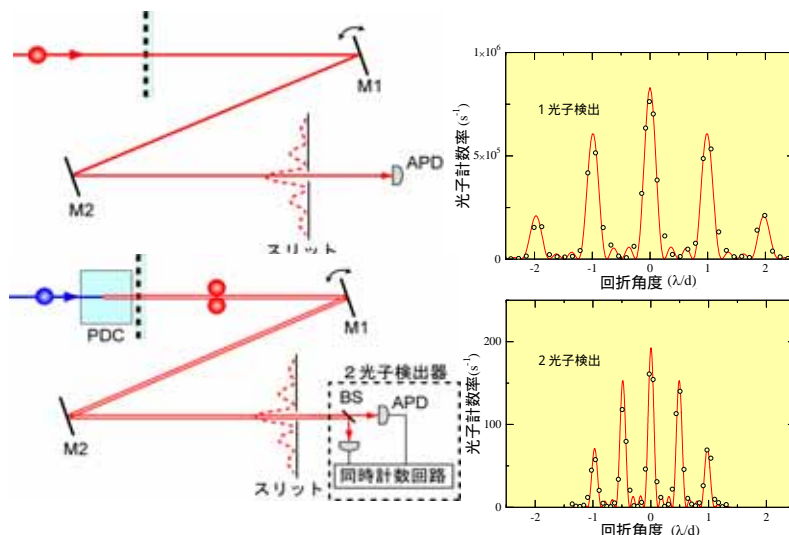 M1
M2
APD
スリット
PDC
M1
M2
2光子検出器
BS
APD
同時計数回路
スリット
1×10⁶
5×10⁵
0
光子計数率(s⁻¹)
1光子検出
-2 -1 0 1 2
回折角度 (λ/d)
200
100
0
光子計数率(s⁻¹)
2光子検出
-2 -1 0 1 2
回折角度 (λ/d)